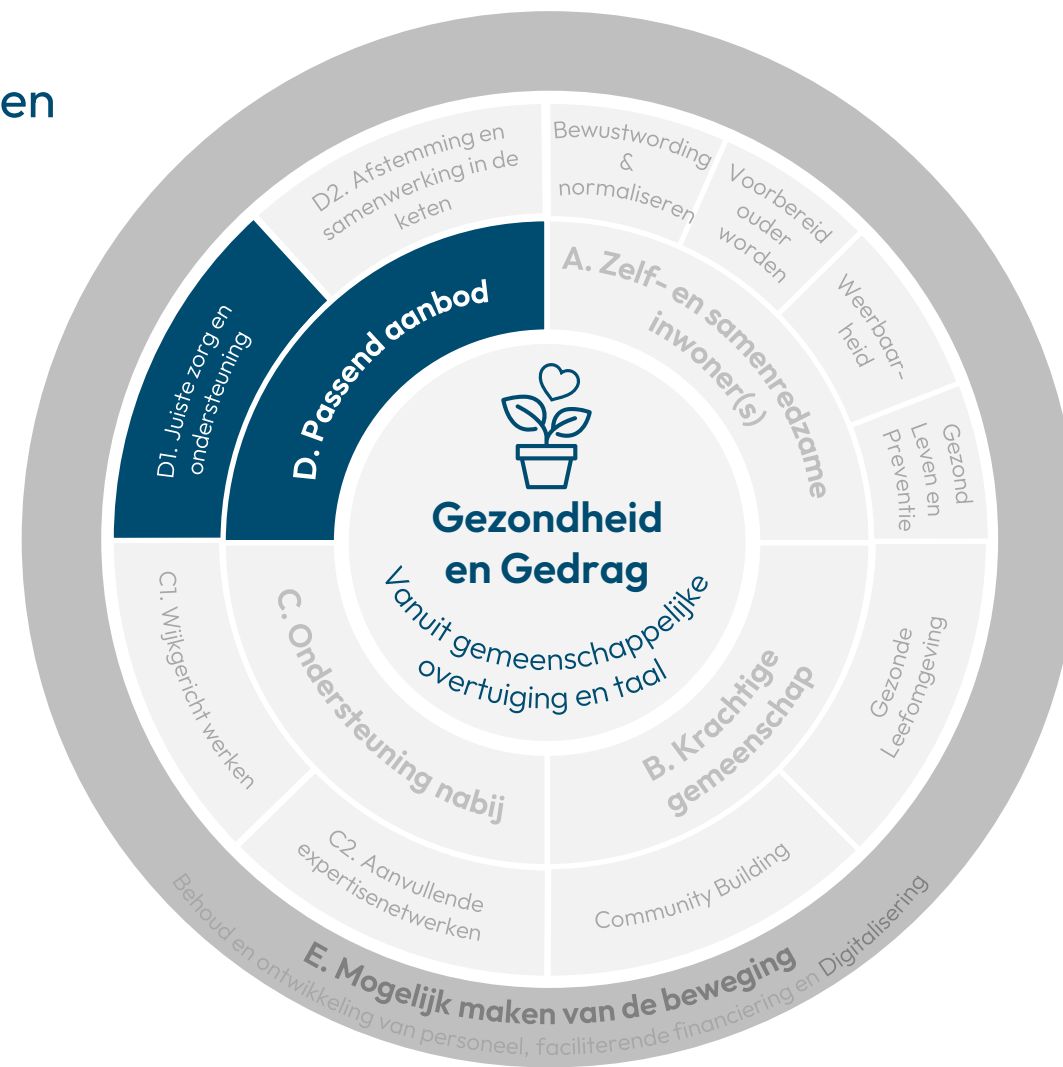 en
D2. Afstemming en
samenwerking in de
keten
Bewustwording
&
normaliseren
Voorbereid
ouder
worden
Weerbaar-
heid
Gezond
Leven en
Preventie
A. Zelf- en samenredzame
inwoner(s)
D1. Juiste zorg en
ondersteuning
D. Passend aanbod
Gezondheid
en Gedrag
Vanuit gemeenschappelijke
overtuiging en taal
C1. Wijkgericht werken
C. Ondersteuning nabij
C2. Aanvullende
expertisenetwerken
B. Krachtige
gemeenschap
Gezonde
Leefomgeving
Community Building
E. Mogelijk maken van de beweging
Behoud en ontwikkeling van personeel, faciliterende financiering en Digitalisering